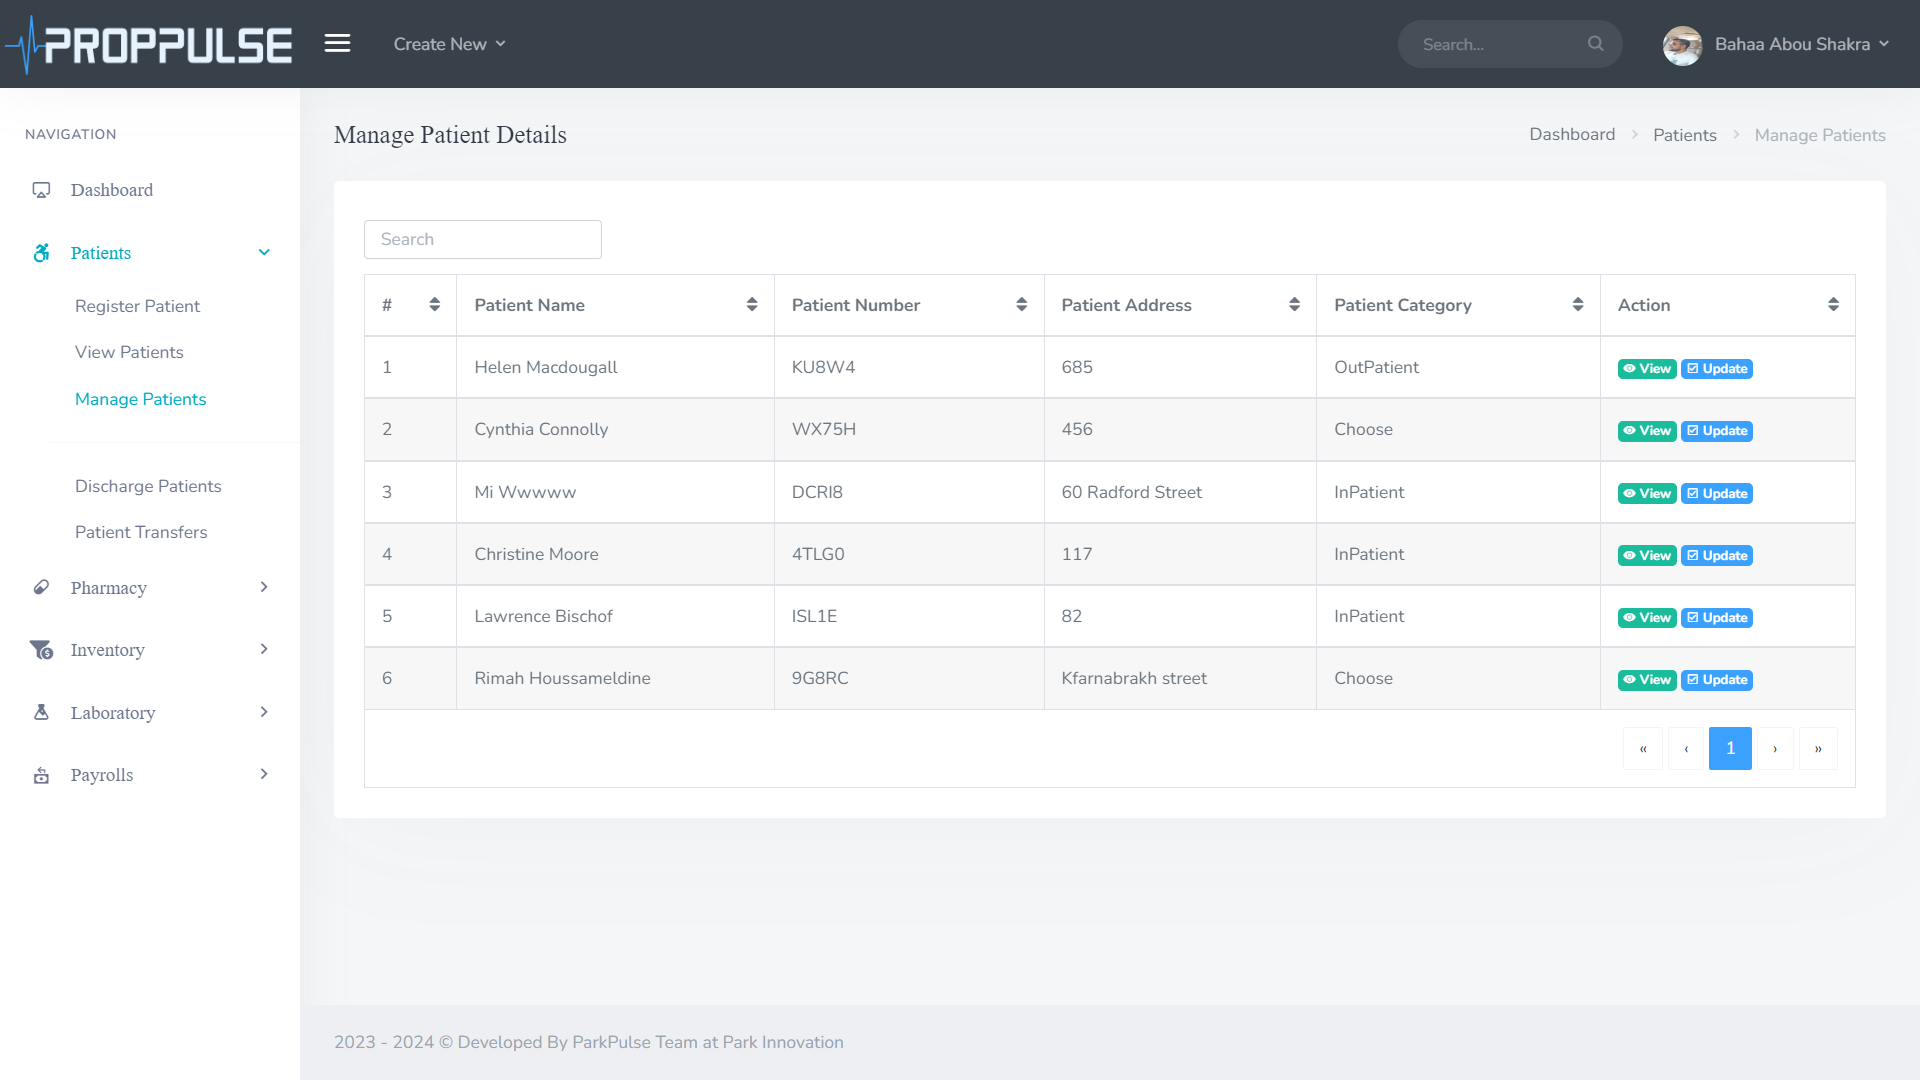 PROPPULSE
Create New
Search...
Bahaa Abou Shakra
NAVIGATION
Dashboard
Patients
Register Patient
View Patients
Manage Patients
Discharge Patients
Patient Transfers
Pharmacy
Inventory
Laboratory
Payrolls
Manage Patient Details
Dashboard > Patients > Manage Patients
Search
# Patient Name Patient Number Patient Address Patient Category Action
1 Helen Macdougall KU8W4 685 OutPatient View Update
2 Cynthia Connolly WX75H 456 Choose View Update
3 Mi Wwwww DCRI8 60 Radford Street InPatient View Update
4 Christine Moore 4TLG0 117 InPatient View Update
5 Lawrence Bischof ISL1E 82 InPatient View Update
6 Rimah Houssameldine 9G8RC Kfarnabrakh street Choose View Update
« ‹ 1 › »
2023 - 2024 © Developed By ParkPulse Team at Park Innovation